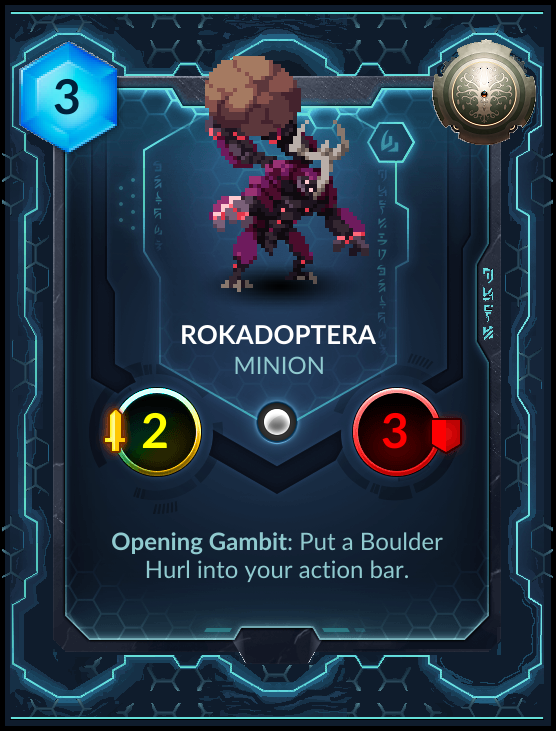 3
ROKADOPTERA
MINION
2
3
Opening Gambit: Put a Boulder
Hurl into your action bar.